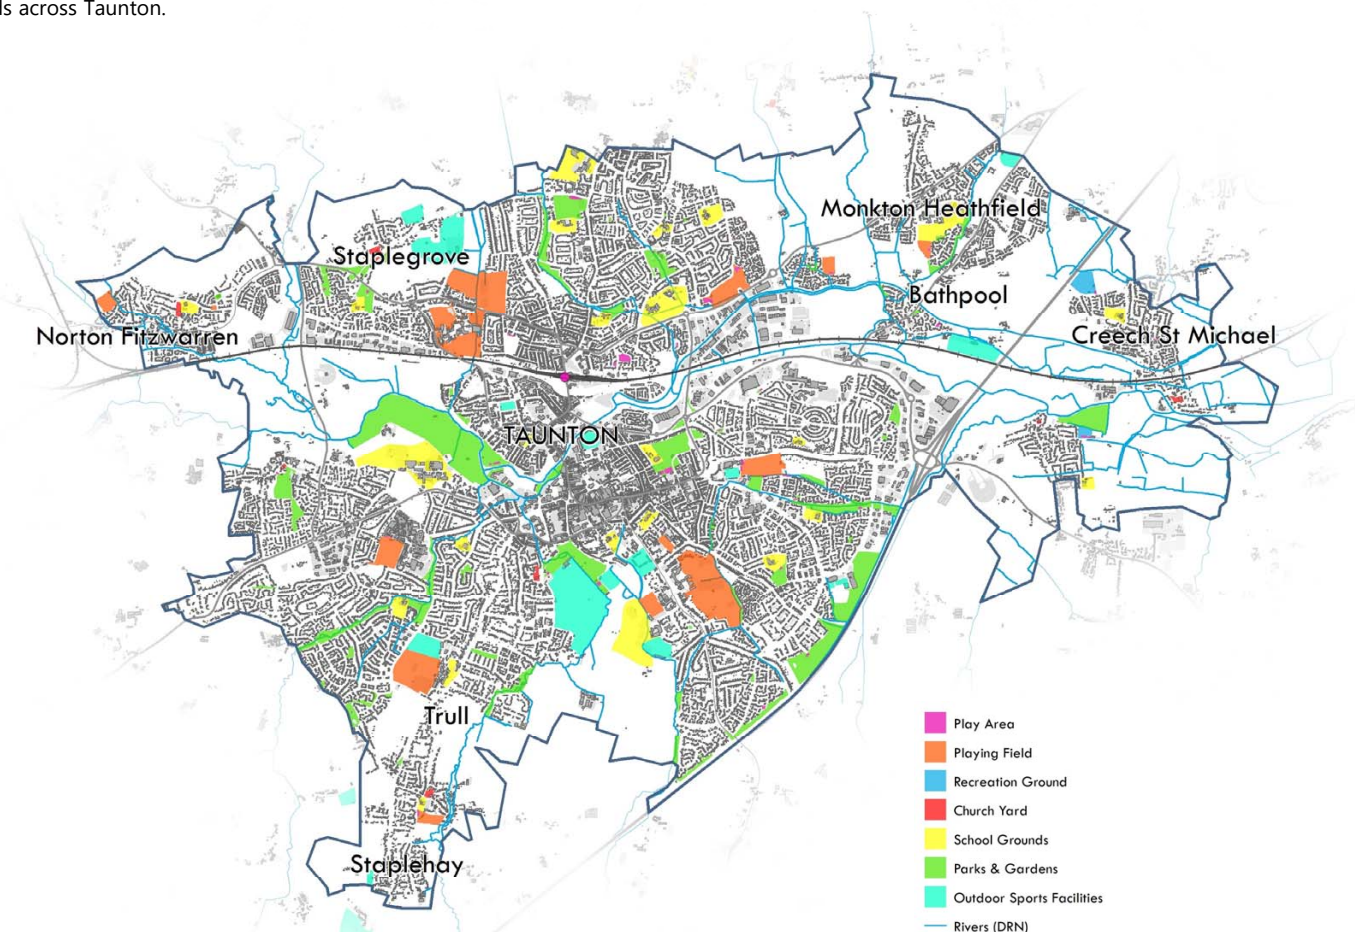 ls across Taunton.
Monkton Heathfield
Staplegrove
Bathpool
Norton Fitzwarren
Creech St Michael
TAUNTON
Trull
Staplehay
Play Area
Playing Field
Recreation Ground
Church Yard
School Grounds
Parks & Gardens
Outdoor Sports Facilities
Rivers (DRN)